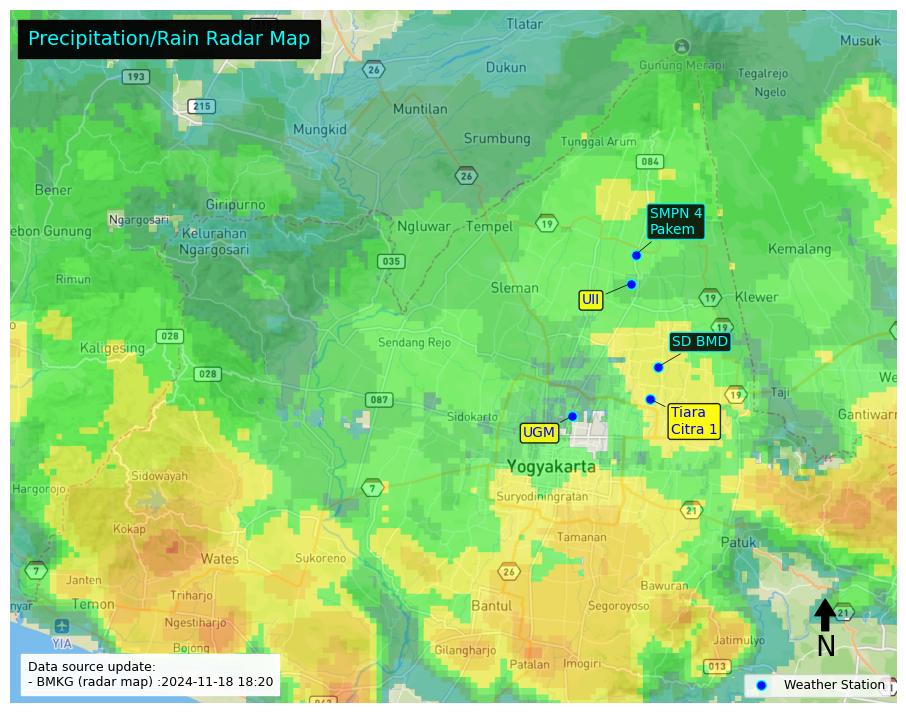 Precipitation/Rain Radar Map
Tlatar
Musuk
26
Gunung Merapi
193
Dukun
Tegalrejo
Ngelo
215
Muntilan
Mungkid
Srumbung
Tunggal Arum
084
26
Bener
Giripurno
SMPN 4
Pakem
Ngargosari
Ngluwar
Tempel
19
ebon Gunung
Kelurahan
Ngargosari
Kemalang
035
Rimun
Sleman
UII
19
Klewer
19
028
Kaligesing
Sendang Rejo
SD BMD
028
We
087
19
Taji
Sidokarto
Tiara
Citra 1
Gantiwarn
UGM
Yogyakarta
Sidowayah
Hargorojo
7
Suryodiningratan
21
Kokap
Tamanan
Patuk
Wates
Sukoreno
7
26
Janten
Bawuran
Triharjo
nyar
Temon
Bantul
Segoroyoso
21
Ngestiharjo
YIA
Jatimulyo
N
Bojong
Gilangharjo
Patalan
Imogiri
013
Data source update:
- BMKG (radar map) :2024-11-18 18:20
Weather Station